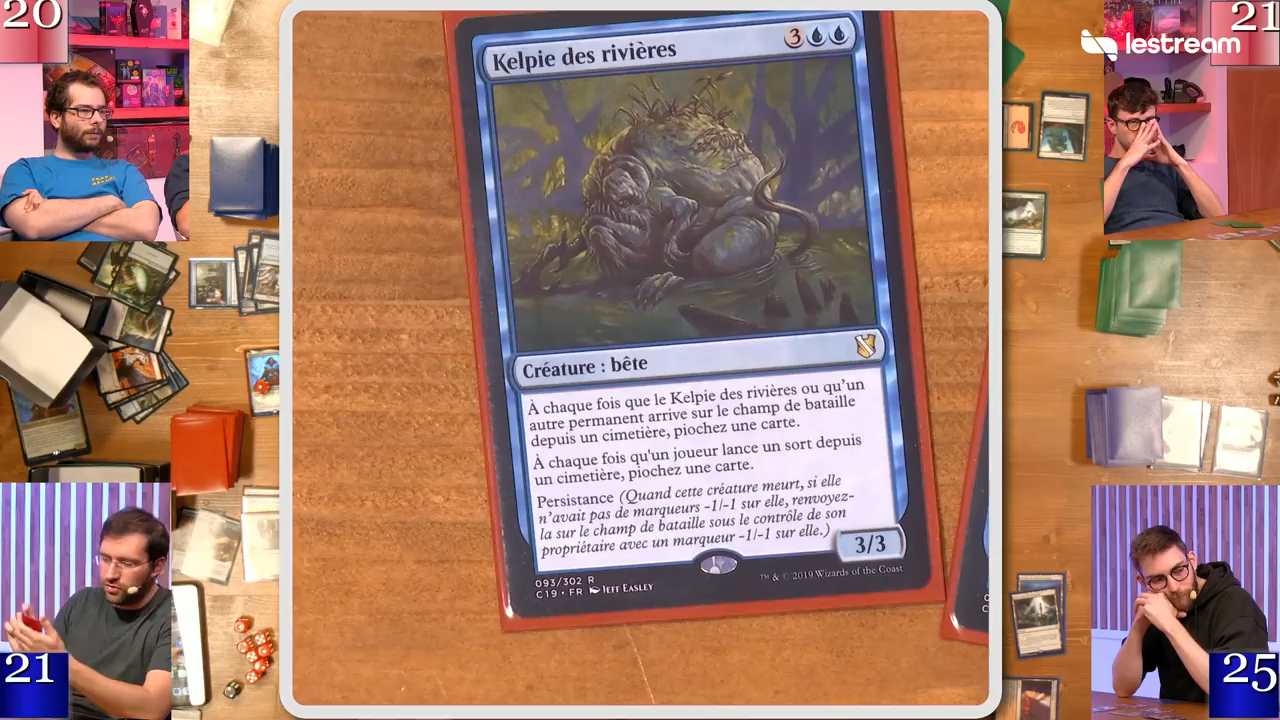 20
21
lestream
Kelpie des rivières
3
Créature : bête
À chaque fois que le Kelpie des rivières ou qu'un
autre permanent arrive sur le champ de bataille
depuis un cimetière, piochez une carte.
À chaque fois qu'un joueur lance un sort depuis
un cimetière, piochez une carte.
Persistance (Quand cette créature meurt, si elle
n'avait pas de marqueurs -1/-1 sur elle, renvoyez-
la sur le champ de bataille sous le contrôle de son
propriétaire avec un marqueur -1/-1 sur elle.)
3/3
093/302 R
C19 • FR Jeff Easley
™ & © 2019 Wizards of the Coast
21
25